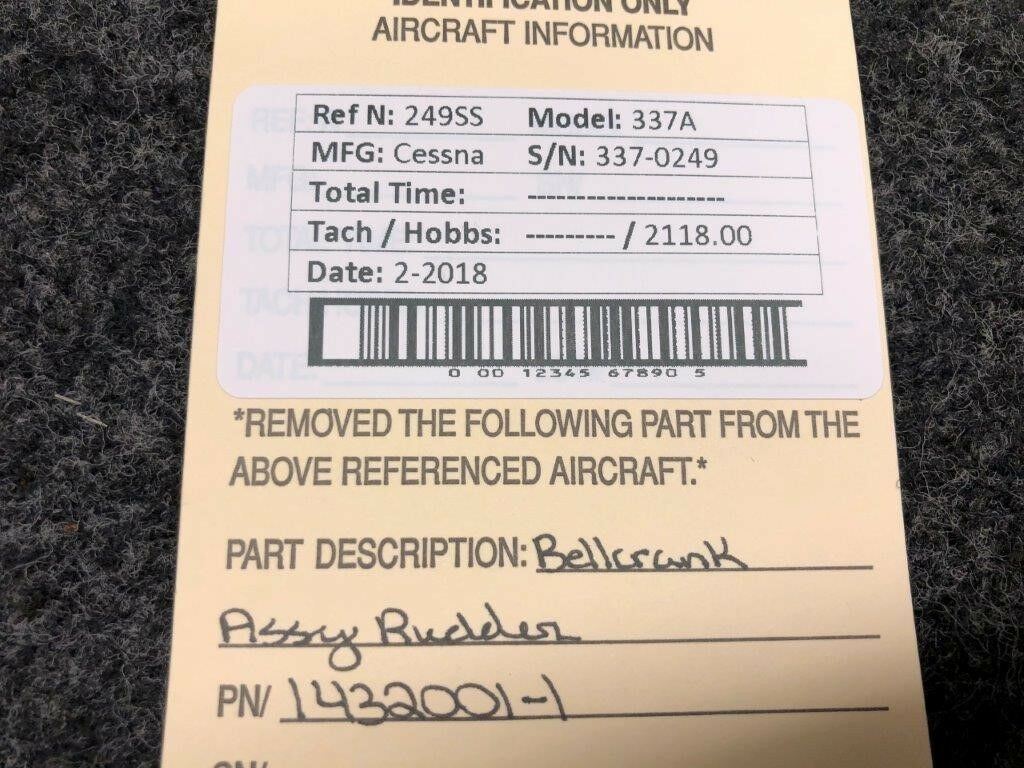 IDENTIFICATION ONLY
AIRCRAFT INFORMATION
Ref N: 249SS Model: 337A
MFG: Cessna S/N: 337-0249
Total Time: --------------------
Tach / Hobbs: --------- / 2118.00
Date: 2-2018
0 00 12345 67890 5
*REMOVED THE FOLLOWING PART FROM THE
ABOVE REFERENCED AIRCRAFT.*
PART DESCRIPTION: Bellcrank
Assy Rudder
PN/ 1432001-1